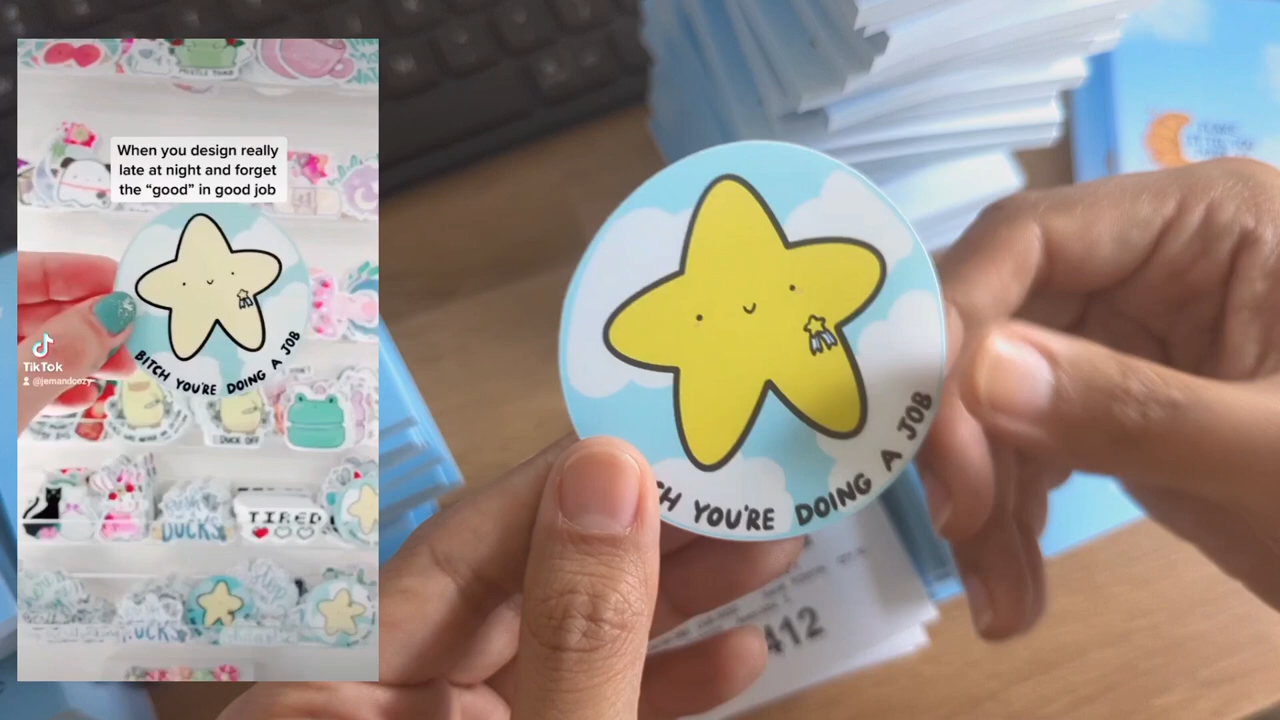 When you design really
late at night and forget
the “good” in good job
BITCH YOU'RE DOING A JOB
TikTok
@jemandcozy
DUCK OFF
TIRED
DUCKS
CH YOU'RE DOING A JOB
412